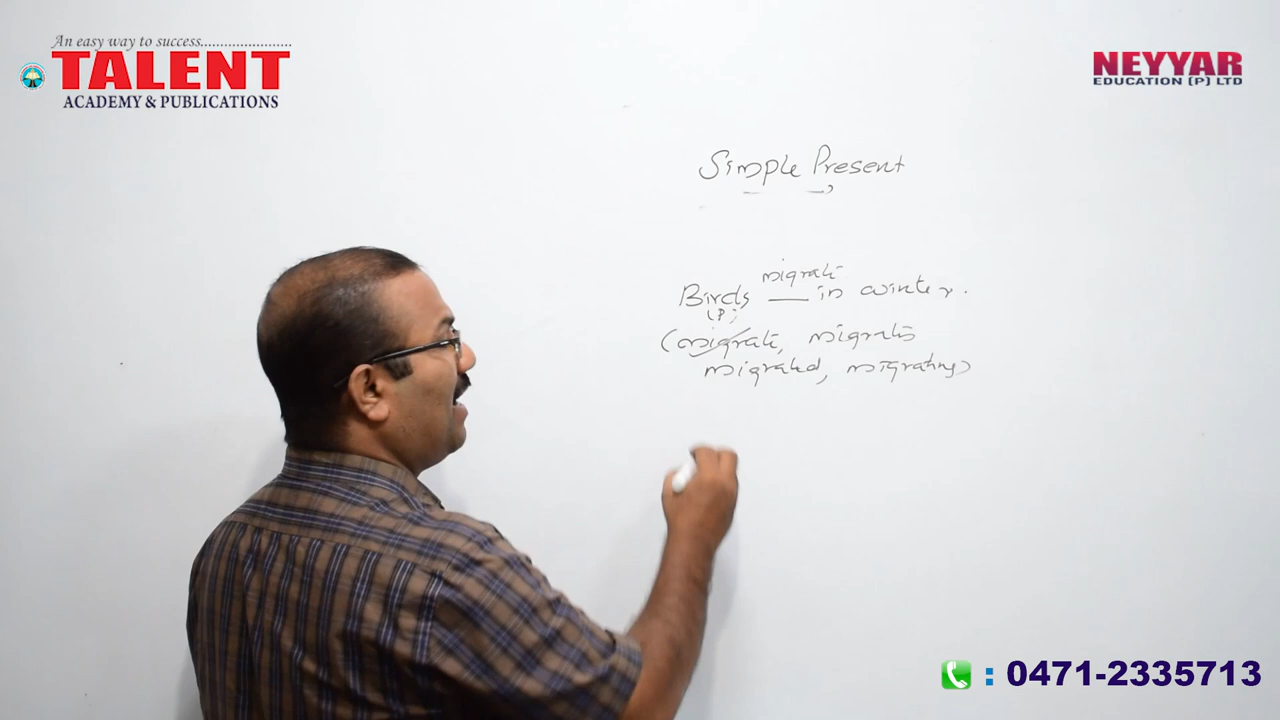 An easy way to success.......................
TALENT
ACADEMY & PUBLICATIONS
NEYYAR
EDUCATION (P) LTD
Simple Present
migrate
Birds ___ in winter.
(P)
(migrate, migrates
migrated, migrating)
: 0471-2335713